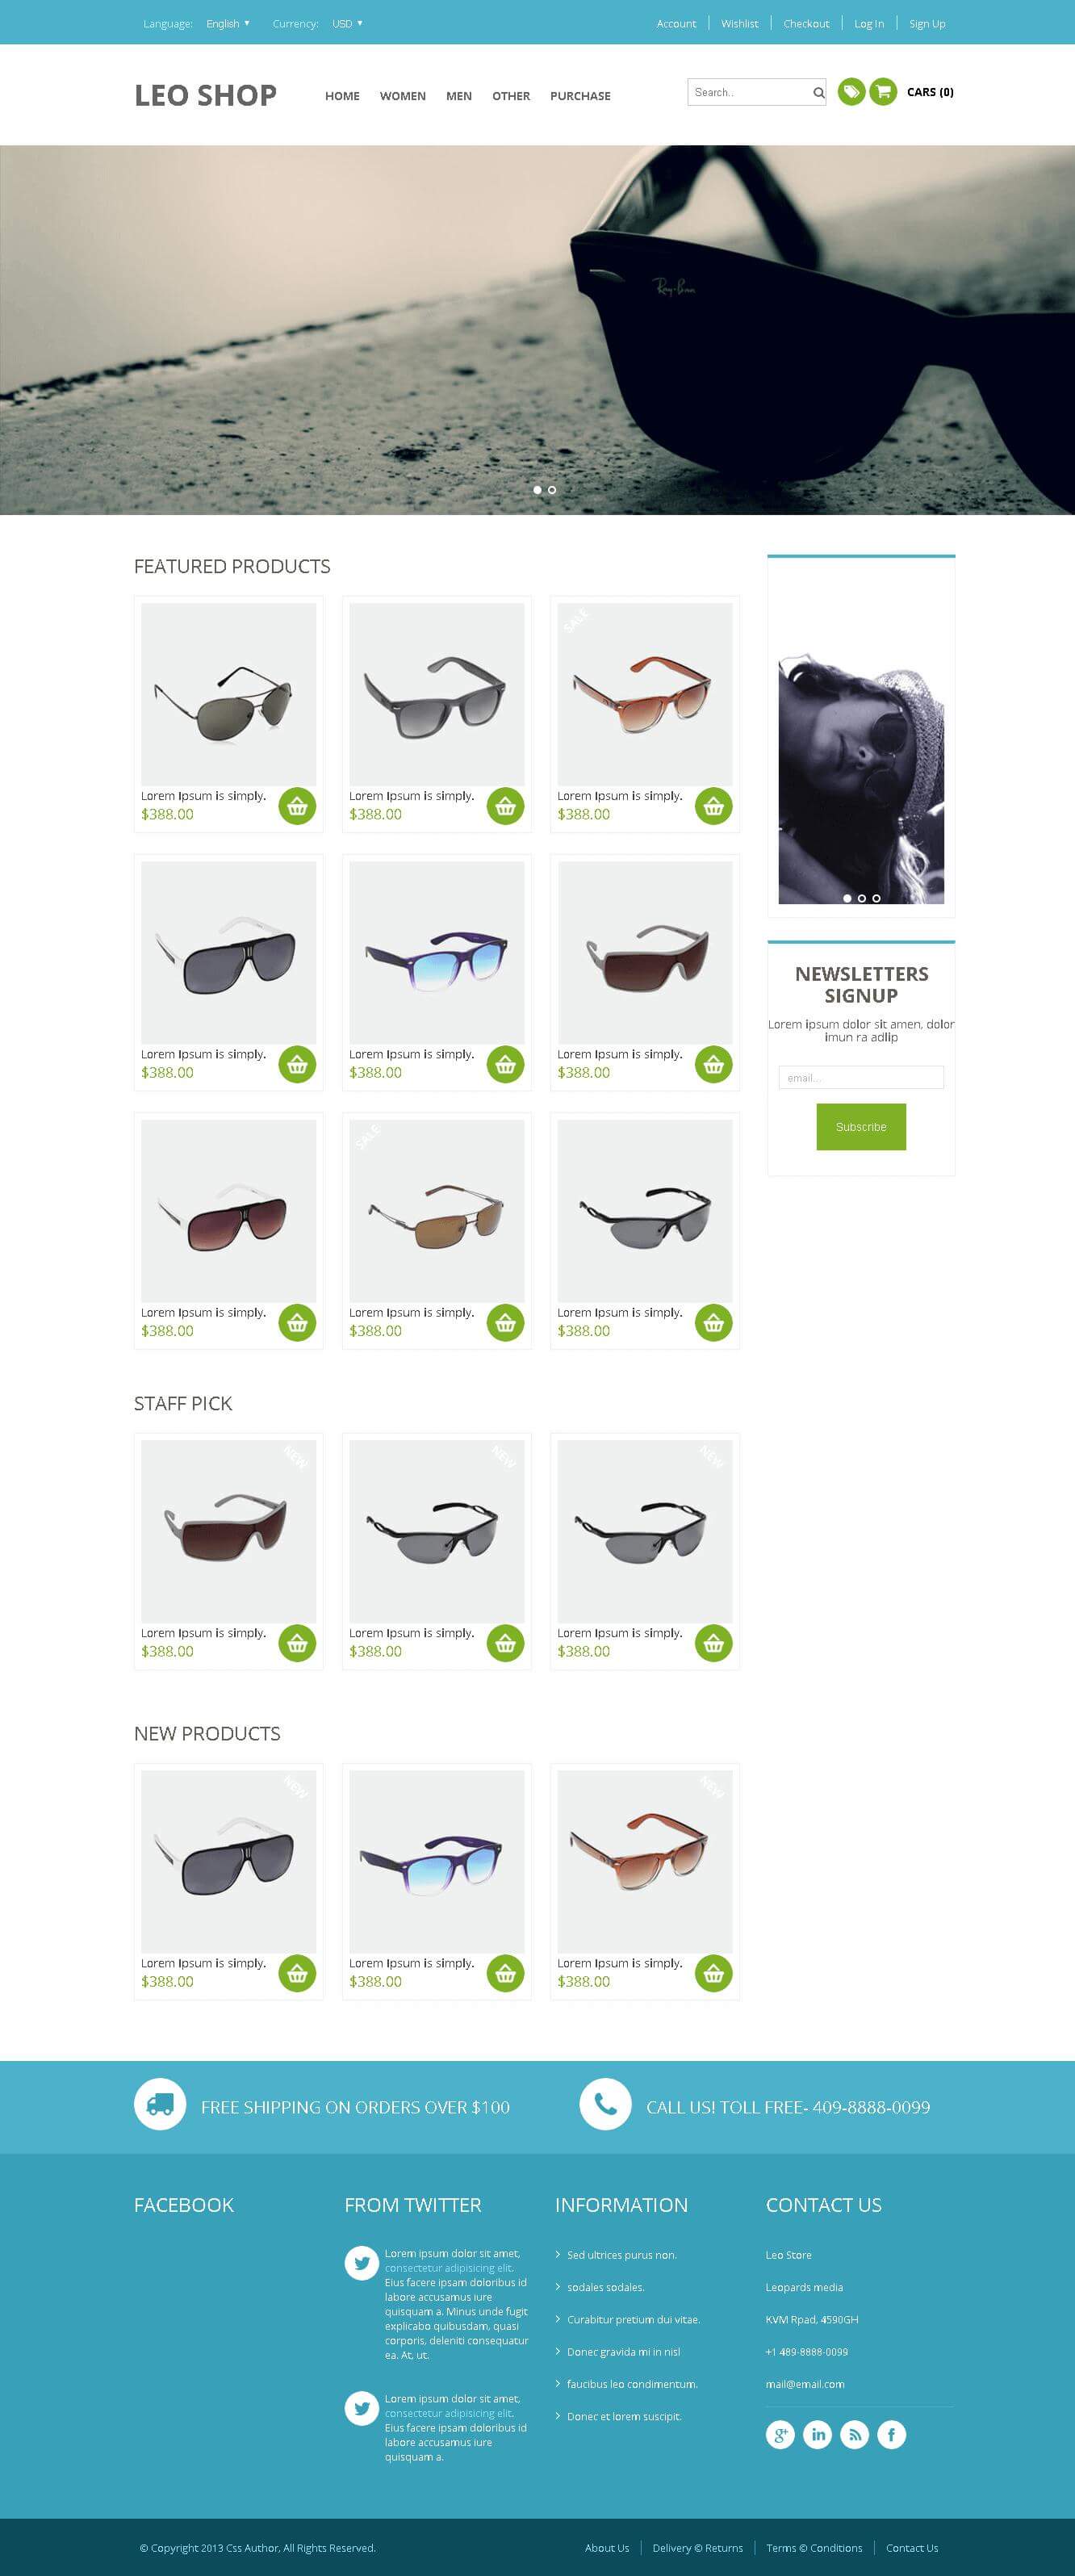 Language: English ▼ Currency: USD ▼ Account Wishlist Checkout Log In Sign Up
LEO SHOP HOME WOMEN MEN OTHER PURCHASE Search.. CARS (0)
Ray-Ban
FEATURED PRODUCTS
SALE
Lorem Ipsum is simply. Lorem Ipsum is simply. Lorem Ipsum is simply.
$388.00 $388.00 $388.00
Lorem Ipsum is simply. Lorem Ipsum is simply. Lorem Ipsum is simply.
$388.00 $388.00 $388.00
SALE
Lorem Ipsum is simply. Lorem Ipsum is simply. Lorem Ipsum is simply.
$388.00 $388.00 $388.00
NEWSLETTERS
SIGNUP
Lorem ipsum dolor sit amen, dolor
imun ra adlip
email...
Subscribe
STAFF PICK
NEW NEW NEW
Lorem Ipsum is simply. Lorem Ipsum is simply. Lorem Ipsum is simply.
$388.00 $388.00 $388.00
NEW PRODUCTS
NEW NEW
Lorem Ipsum is simply. Lorem Ipsum is simply. Lorem Ipsum is simply.
$388.00 $388.00 $388.00
FREE SHIPPING ON ORDERS OVER $100 CALL US! TOLL FREE- 409-8888-0099
FACEBOOK
FROM TWITTER
Lorem ipsum dolor sit amet,
consectetur adipisicing elit.
Eius facere ipsam doloribus id
labore accusamus iure
quisquam a. Minus unde fugit
explicabo quibusdam, quasi
corporis, deleniti consequatur
ea. At, ut.
Lorem ipsum dolor sit amet,
consectetur adipisicing elit.
Eius facere ipsam doloribus id
labore accusamus iure
quisquam a.
INFORMATION
Sed ultrices purus non.
sodales sodales.
Curabitur pretium dui vitae.
Donec gravida mi in nisl
faucibus leo condimentum.
Donec et lorem suscipit.
CONTACT US
Leo Store
Leopards media
KVM Rpad, 4590GH
+1 489-8888-0099
mail@email.com
g+ in f
© Copyright 2013 Css Author, All Rights Reserved. About Us Delivery © Returns Terms © Conditions Contact Us